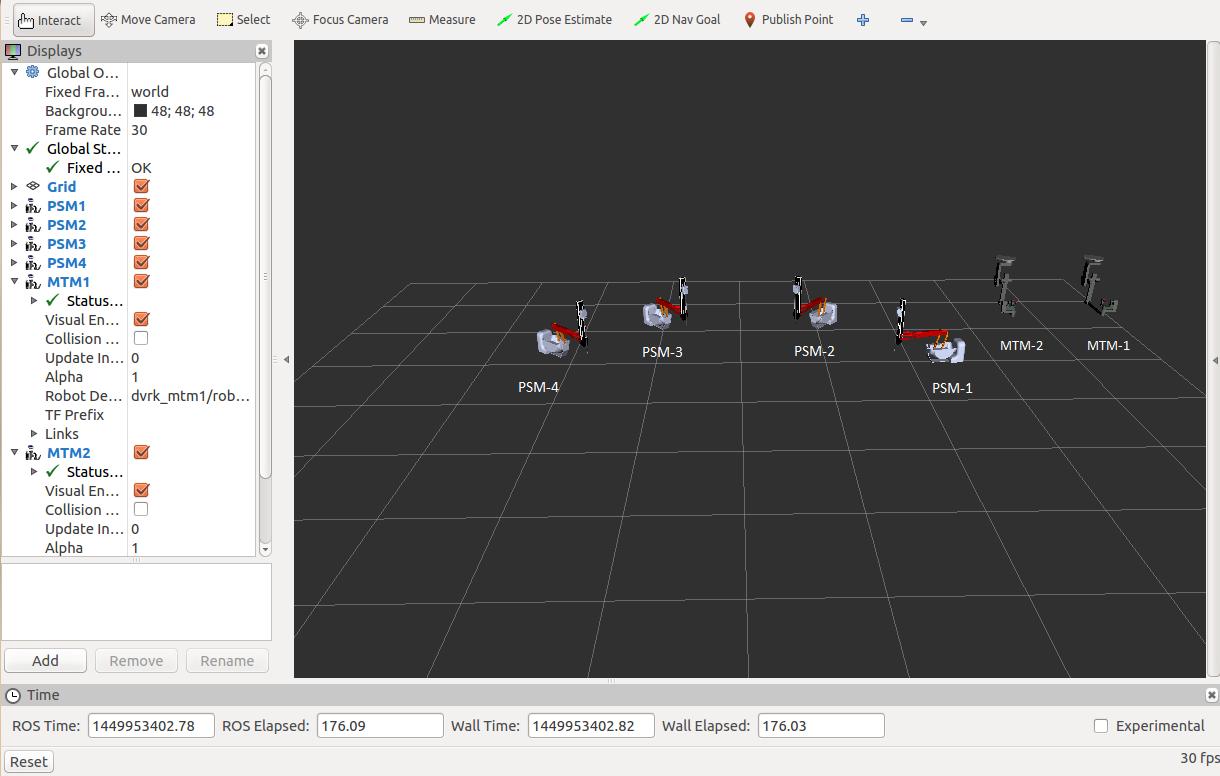 Interact Move Camera Select Focus Camera Measure 2D Pose Estimate 2D Nav Goal Publish Point
Displays
Global O...
Fixed Fra... world
Backgrou... 48; 48; 48
Frame Rate 30
Global St...
Fixed ... OK
Grid
PSM1
PSM2
PSM3
PSM4
MTM1
Status...
Visual En...
Collision ...
Update In... 0
Alpha 1
Robot De... dvrk_mtm1/rob...
TF Prefix
Links
MTM2
Status...
Visual En...
Collision ...
Update In... 0
Alpha 1
Add Remove Rename
PSM-4
PSM-3
PSM-2
PSM-1
MTM-2
MTM-1
Time
ROS Time: 1449953402.78 ROS Elapsed: 176.09 Wall Time: 1449953402.82 Wall Elapsed: 176.03 Experimental
Reset 30 fps